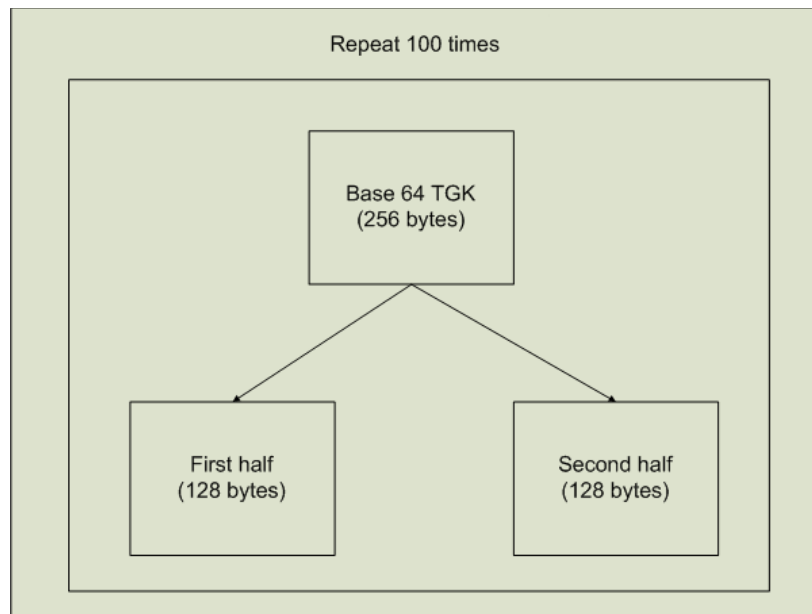 Repeat 100 times
Base 64 TGK
(256 bytes)
First half
(128 bytes)
Second half
(128 bytes)